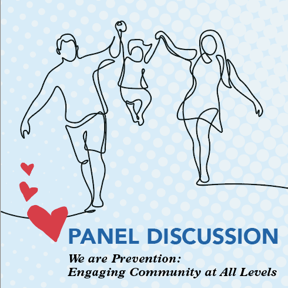 PANEL DISCUSSION
We are Prevention:
Engaging Community at All Levels